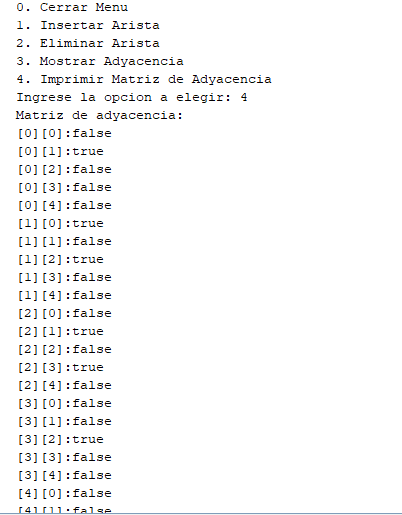 0. Cerrar Menu
1. Insertar Arista
2. Eliminar Arista
3. Mostrar Adyacencia
4. Imprimir Matriz de Adyacencia
Ingrese la opcion a elegir: 4
Matriz de adyacencia:
[0][0]:false
[0][1]:true
[0][2]:false
[0][3]:false
[0][4]:false
[1][0]:true
[1][1]:false
[1][2]:true
[1][3]:false
[1][4]:false
[2][0]:false
[2][1]:true
[2][2]:false
[2][3]:true
[2][4]:false
[3][0]:false
[3][1]:false
[3][2]:true
[3][3]:false
[3][4]:false
[4][0]:false
[4][1]:false